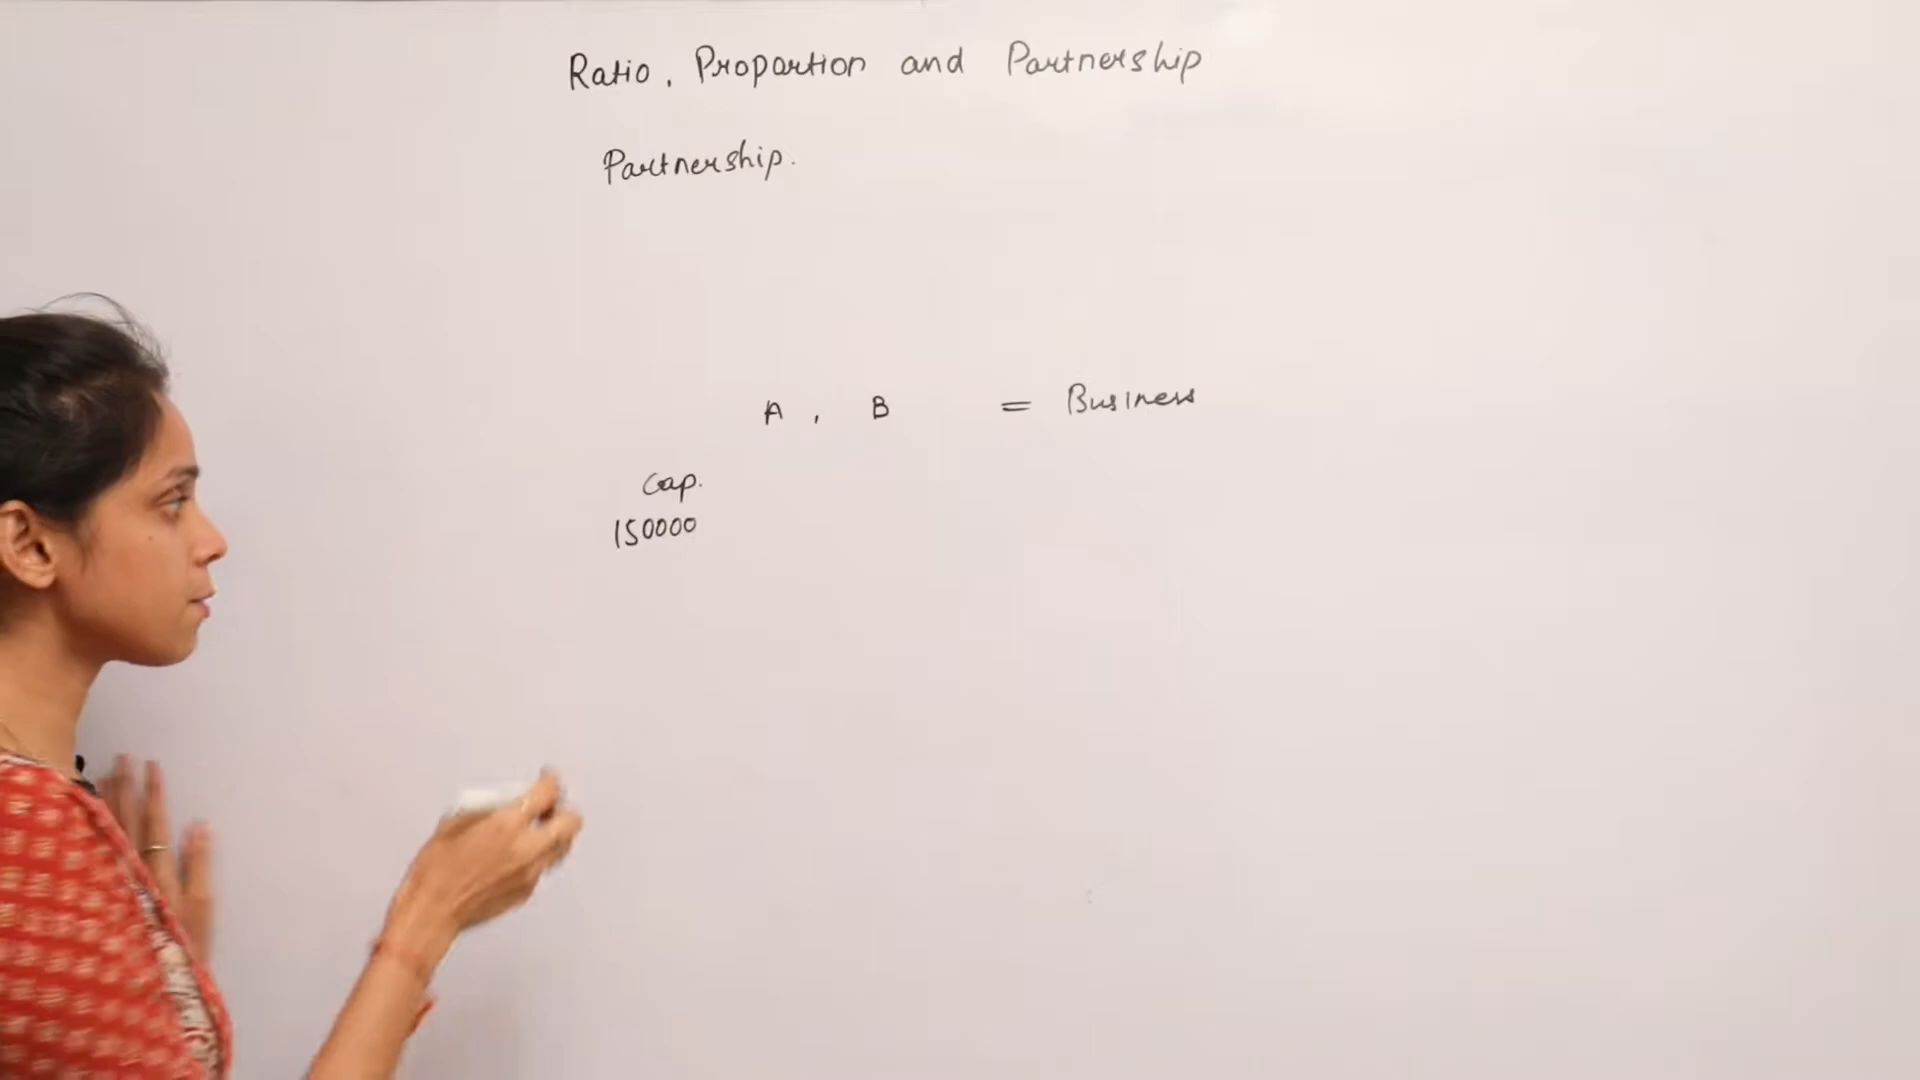 Ratio, Proportion and Partnership
Partnership.
A , B = Business
Cap.
150000